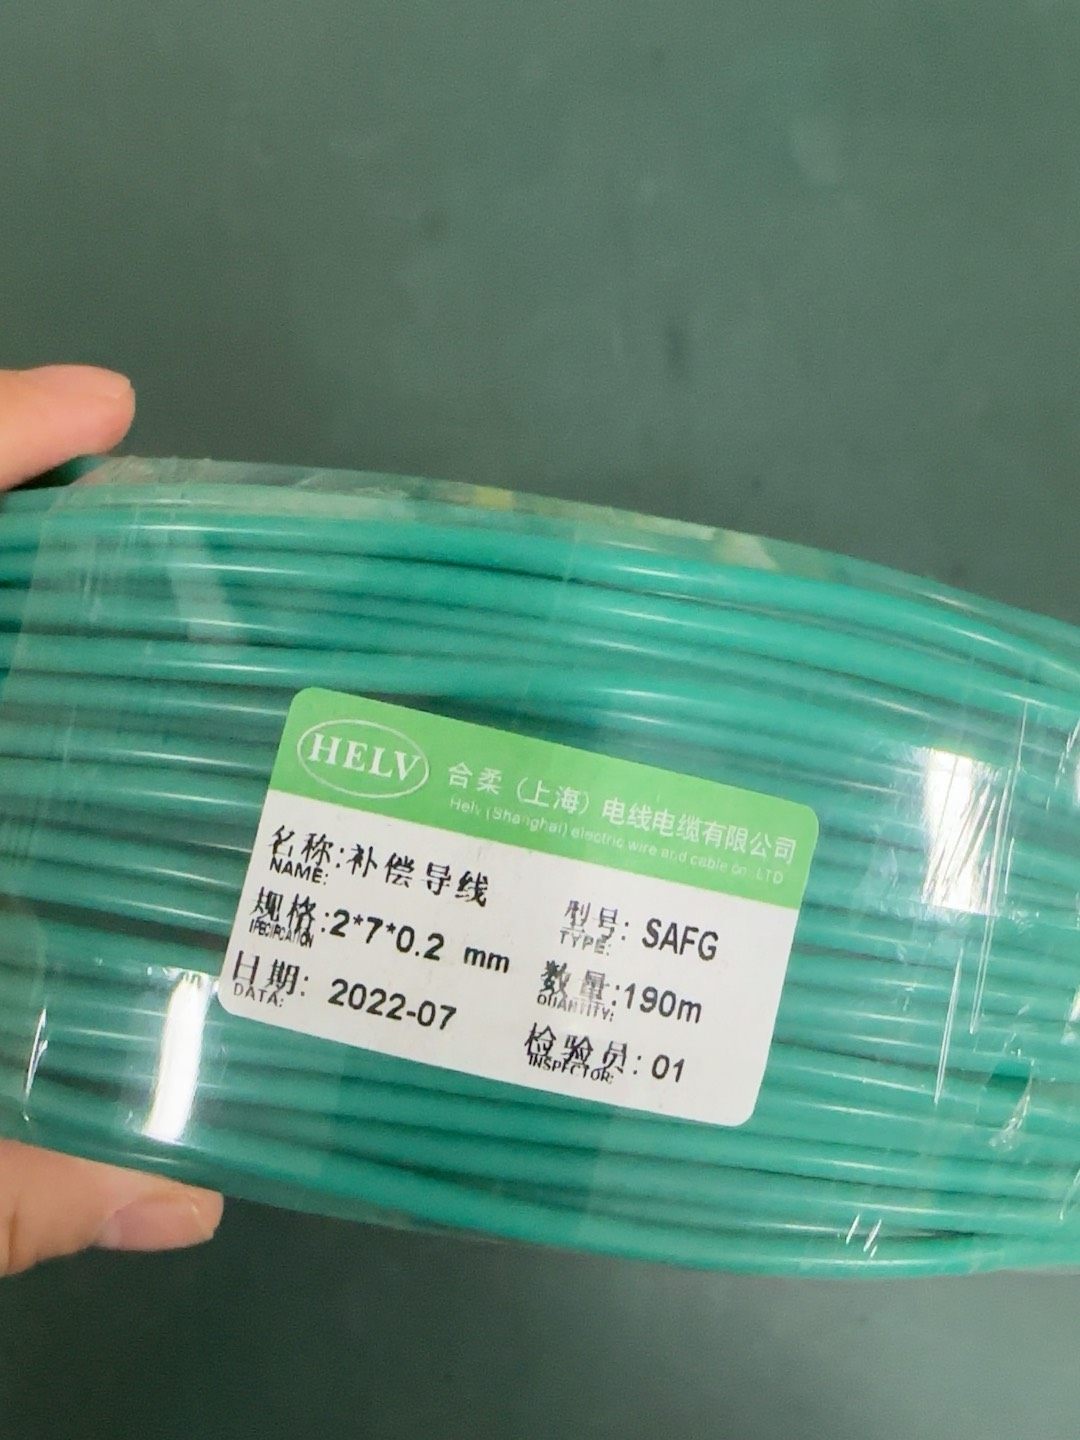 HELV
合柔（上海）电线电缆有限公司
Helv (Shanghai) electric wire and cable co. LTD
名称:补偿导线
NAME:
型号: SAFG
TYPE:
规格:2*7*0.2 mm
数量:190m
QUANTITY:
日期: 2022-07
DATA:
检验员: 01
INSPECTOR: